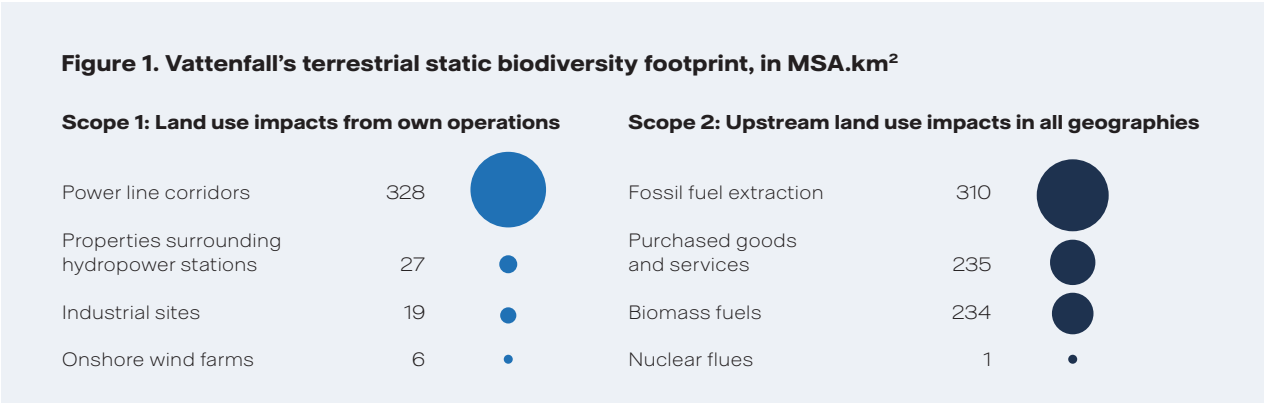 Figure 1. Vattenfall’s terrestrial static biodiversity footprint, in MSA.km²
Scope 1: Land use impacts from own operations
Power line corridors 328
Properties surrounding
hydropower stations 27
Industrial sites 19
Onshore wind farms 6
Scope 2: Upstream land use impacts in all geographies
Fossil fuel extraction 310
Purchased goods
and services 235
Biomass fuels 234
Nuclear flues 1